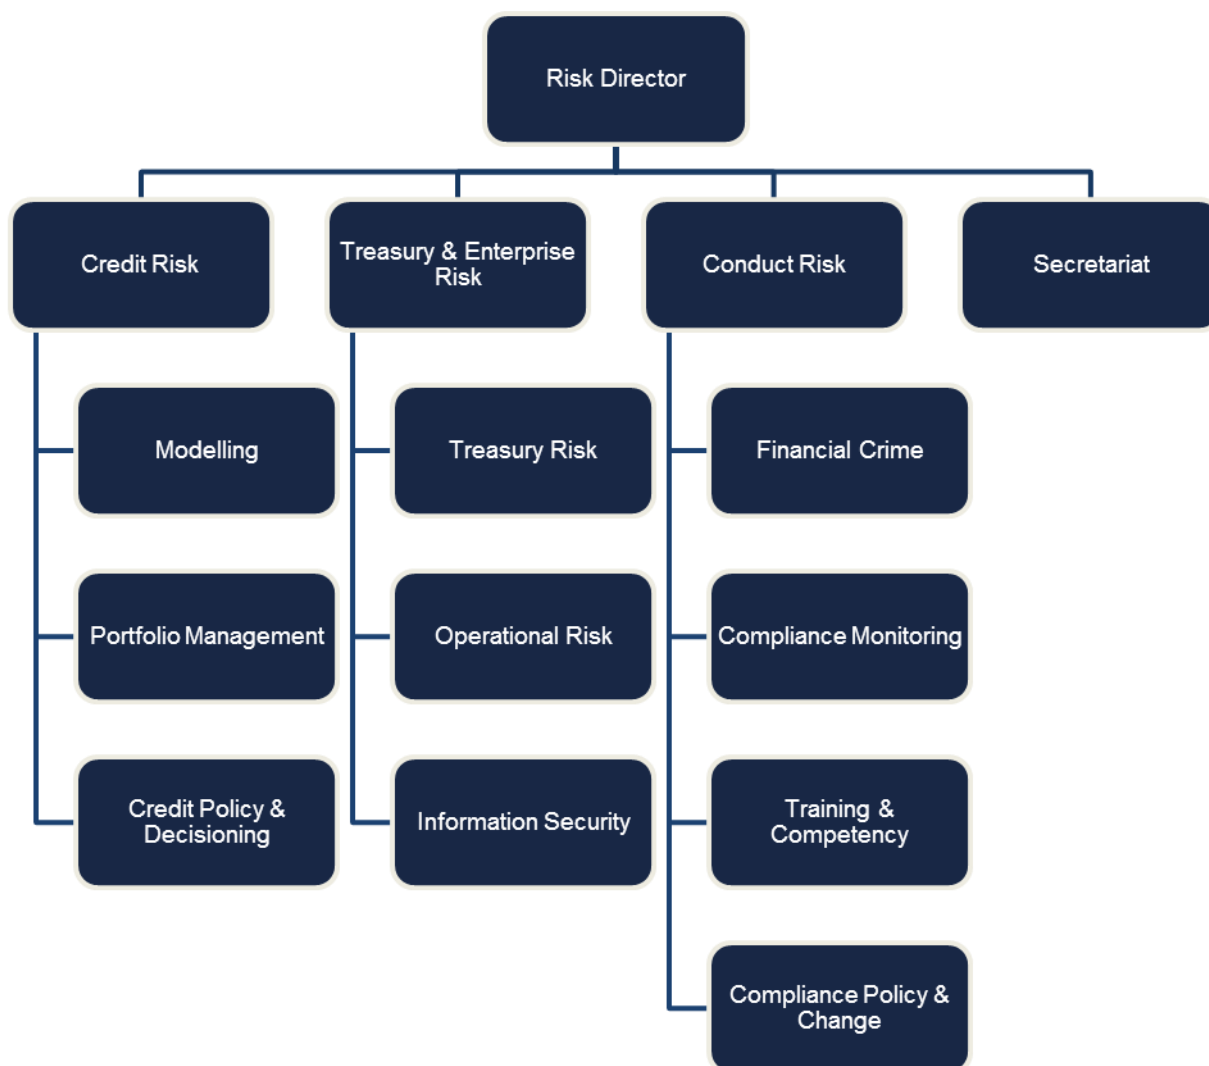 Risk Director
Credit Risk
Treasury & Enterprise
Risk
Conduct Risk
Secretariat
Modelling
Treasury Risk
Financial Crime
Portfolio Management
Operational Risk
Compliance Monitoring
Credit Policy &
Decisioning
Information Security
Training &
Competency
Compliance Policy &
Change